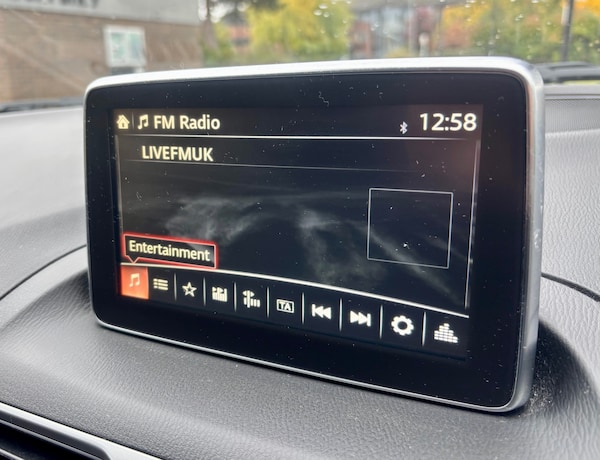 FM Radio 12:58
LIVEFMUK
Entertainment
TA